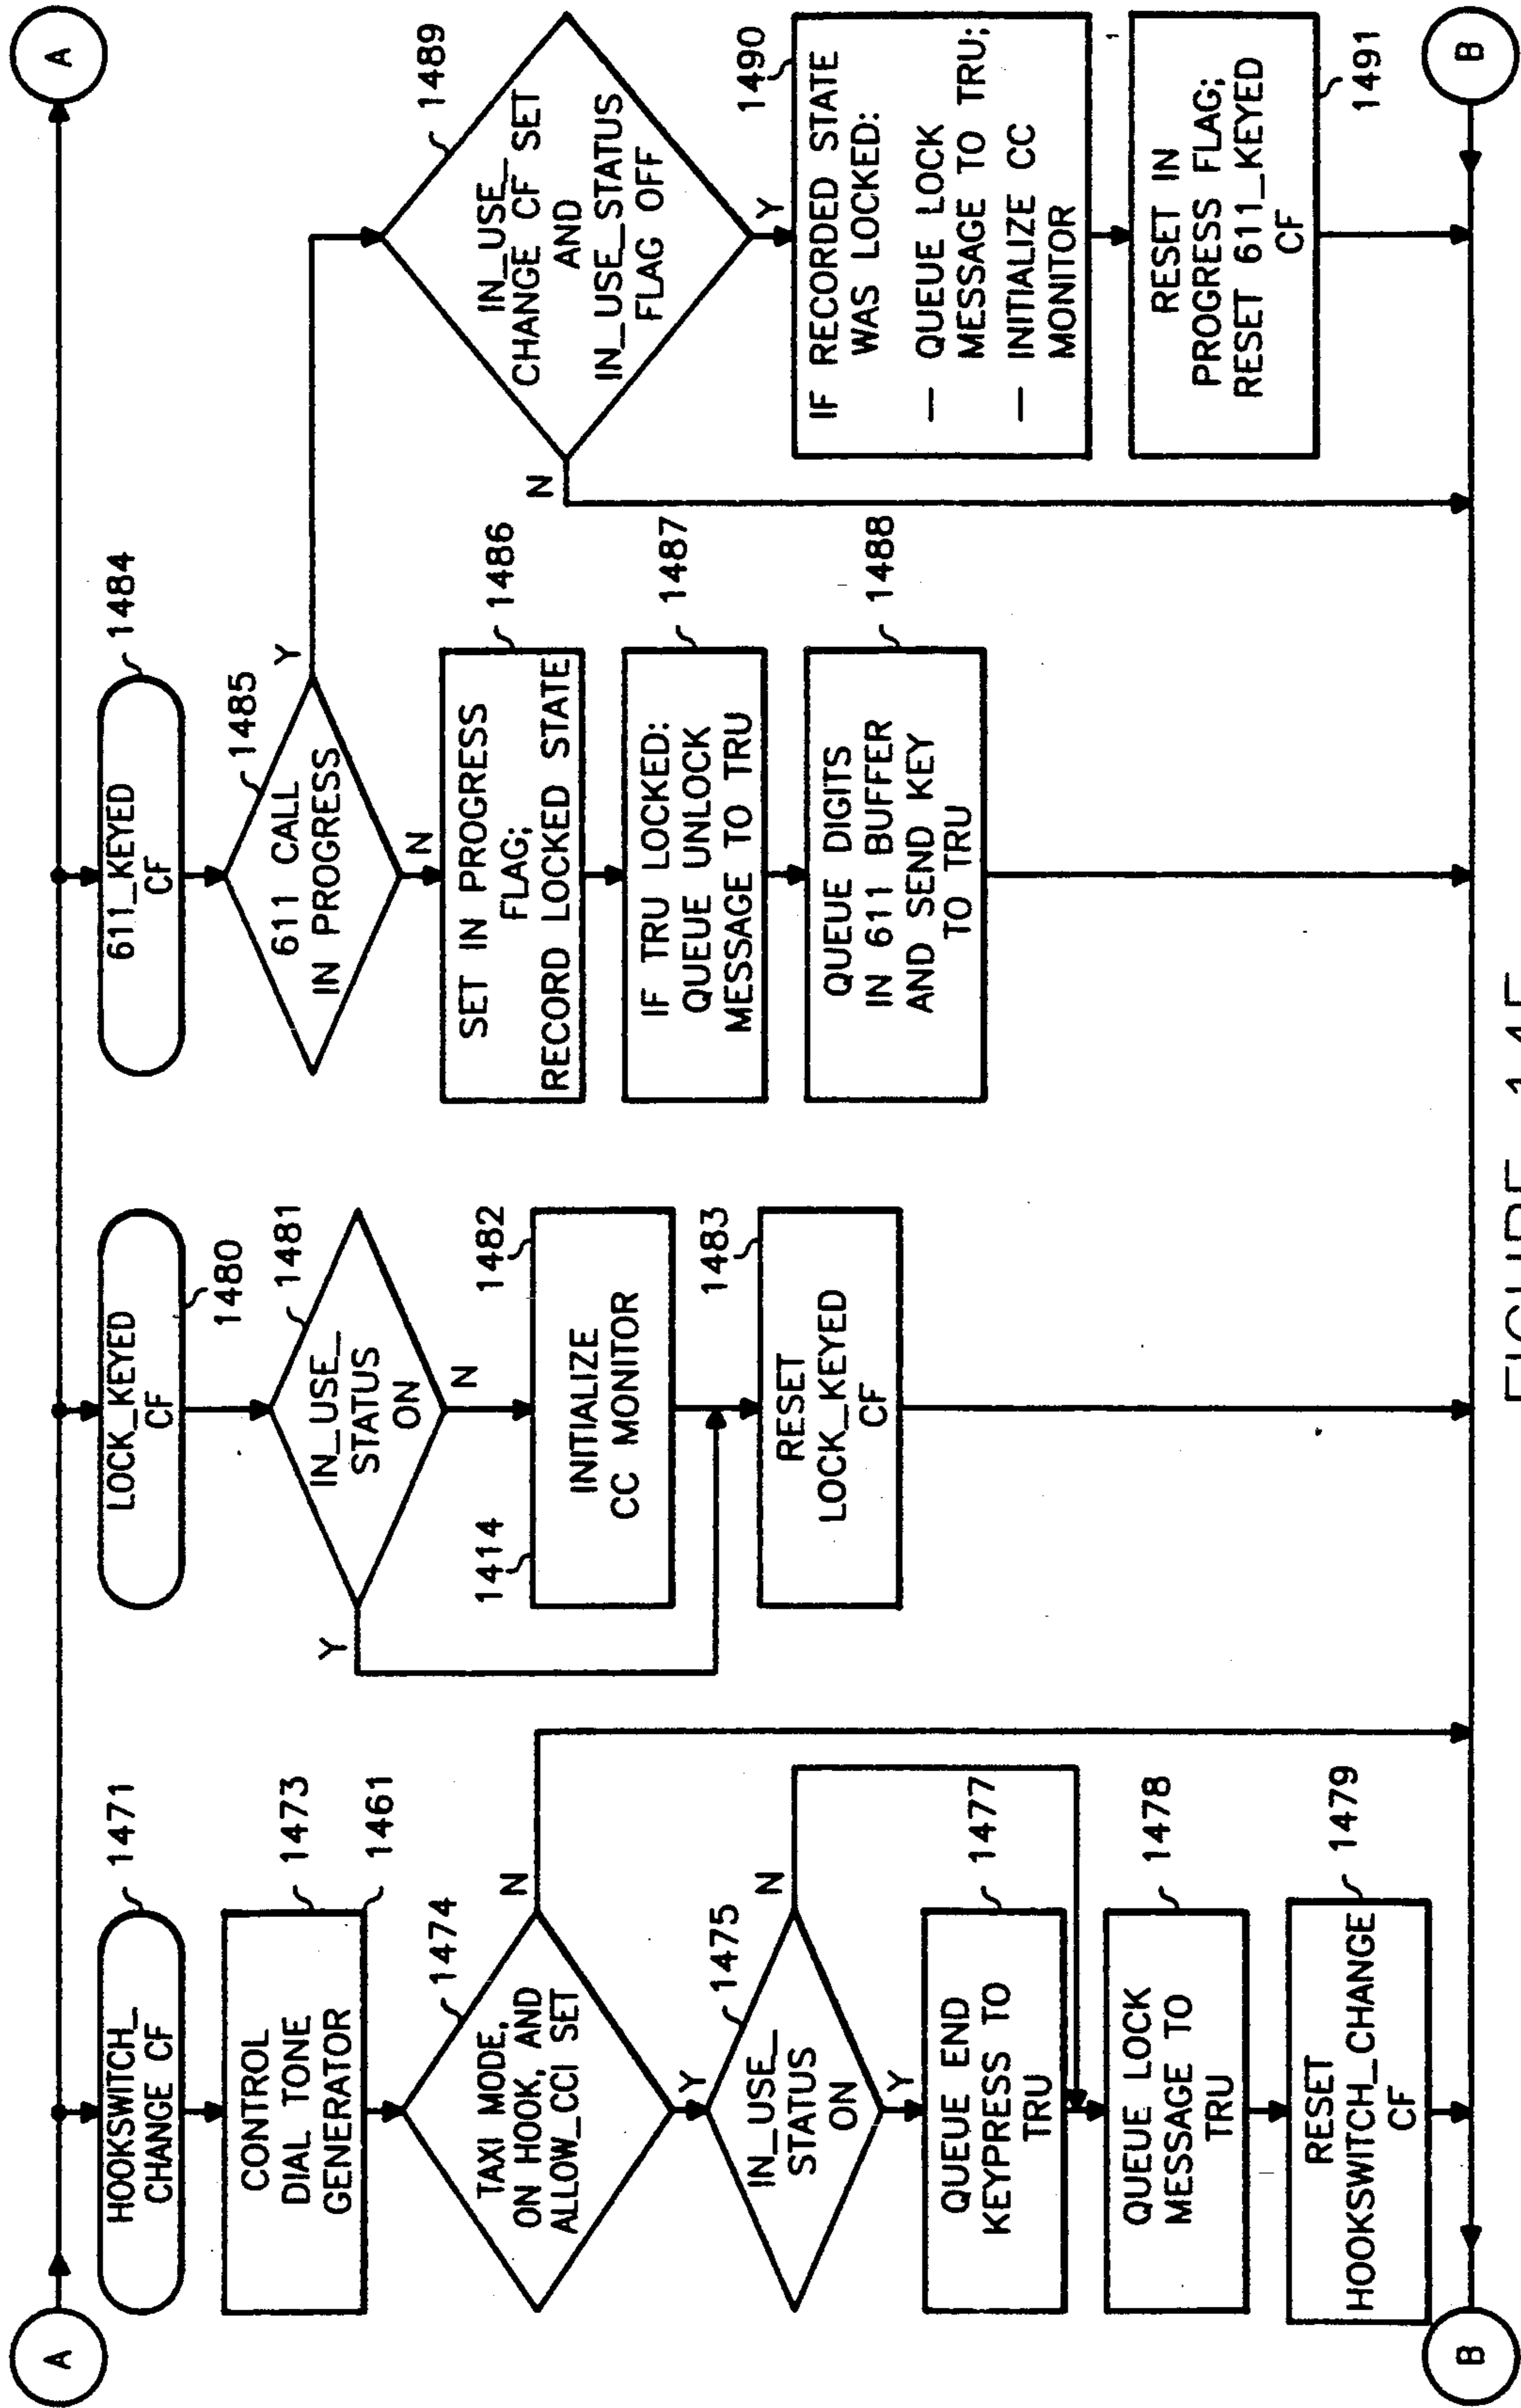 A
A
HOOKSWITCH_
CHANGE CF
1471
CONTROL
DIAL TONE
GENERATOR
1473
1461
TAXI MODE,
ON HOOK, AND
ALLOW_CCI SET
1474
N
Y
IN_USE_
STATUS
ON
1475
N
Y
QUEUE END
KEYPRESS TO
TRU
1477
QUEUE LOCK
MESSAGE TO
TRU
1478
RESET
HOOKSWITCH_CHANGE
CF
1479
LOCK_KEYED
CF
1480
IN_USE_
STATUS
ON
1481
Y
N
1414
INITIALIZE
CC MONITOR
1482
RESET
LOCK_KEYED
CF
1483
611_KEYED
CF
1484
611 CALL
IN PROGRESS
1485
Y
N
SET IN PROGRESS
FLAG;
RECORD LOCKED STATE
1486
IF TRU LOCKED:
QUEUE UNLOCK
MESSAGE TO TRU
1487
QUEUE DIGITS
IN 611 BUFFER
AND SEND KEY
TO TRU
1488
IN_USE_
CHANGE CF SET
AND
IN_USE_STATUS
FLAG OFF
1489
N
Y
IF RECORDED STATE
WAS LOCKED:
— QUEUE LOCK
MESSAGE TO TRU;
— INITIALIZE CC
MONITOR
1490
RESET IN
PROGRESS FLAG;
RESET 611_KEYED
CF
1491
B
B